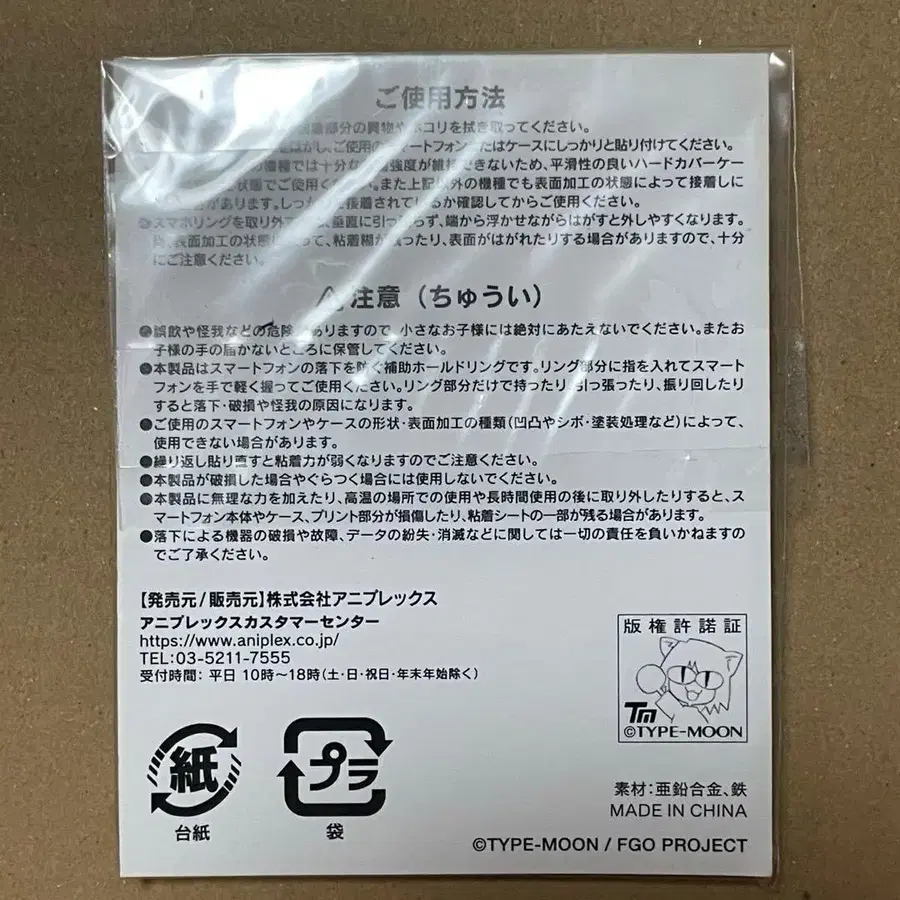 ご使用方法
部分の異物やホコリを拭き取ってください。
はがし、ご使用のスマートフォンまたはケースにしっかりと貼り付けてください。
の機種では十分な 強度が維持できないため、平滑性の良いハードカバーケー
状態でご使用ください。また上記以外の機種でも表面加工の状態によって接着しに
合があります。しっかりと接着されているか確認してからご使用ください。
●スマホリングを取り外す 垂直に引っ張らず、端から浮かせながらはがすと外しやすくなります。
尚、表面加工の状態によって、粘着糊が残ったり、表面がはがれたりする場合がありますので、十分
にご注意ください。
⚠注意（ちゅうい）
●誤飲や怪我などの危険がありますので、小さなお子様には絶対にあたえないでください。またお
子様の手の届かないところに保管してください。
●本製品はスマートフォンの落下を防ぐ補助ホールドリングです。リング部分に指を入れてスマート
フォンを手で軽く握ってご使用ください。リング部分だけで持ったり、引っ張ったり、振り回したり
すると落下・破損や怪我の原因になります。
●ご使用のスマートフォンやケースの形状・表面加工の種類（凹凸やシボ・塗装処理など）によって、
使用できない場合があります。
●繰り返し貼り直すと粘着力が弱くなりますのでご注意ください。
●本製品が破損した場合やぐらつく場合には使用しないでください。
●本製品に無理な力を加えたり、高温の場所での使用や長時間使用の後に取り外したりすると、ス
マートフォン本体やケース、プリント部分が損傷したり、粘着シートの一部が残る場合があります。
●落下による機器の破損や故障、データの紛失・消滅などに関しては一切の責任を負いかねますの
でご了承ください。
【発売元/販売元】株式会社アニプレックス
アニプレックスカスタマーセンター
https://www.aniplex.co.jp/
TEL:03-5211-7555
受付時間: 平日 10時～18時（土・日・祝日・年末年始除く）
版権許諾証
TM
©TYPE-MOON
紙
台紙
プラ
袋
素材：亜鉛合金、鉄
MADE IN CHINA
©TYPE-MOON / FGO PROJECT